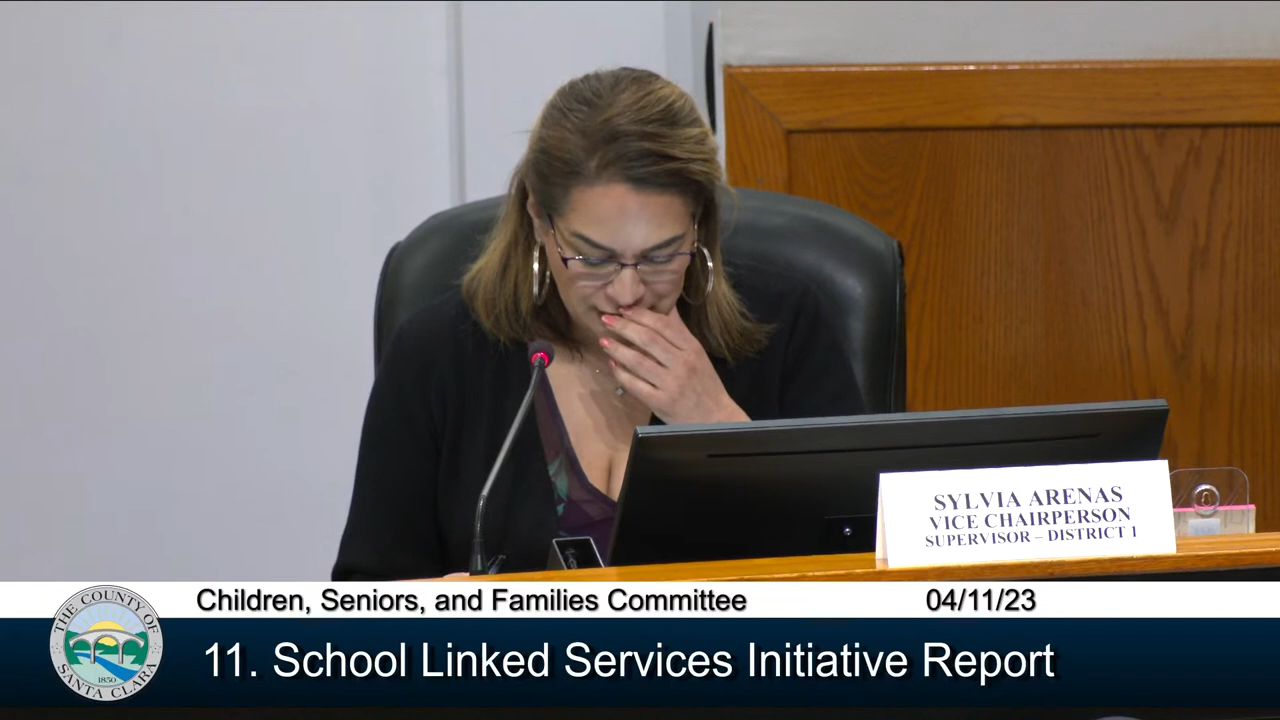 SYLVIA ARENAS
VICE CHAIRPERSON
SUPERVISOR – DISTRICT 1
Children, Seniors, and Families Committee
04/11/23
THE COUNTY OF
SANTA CLARA
1850
11. School Linked Services Initiative Report